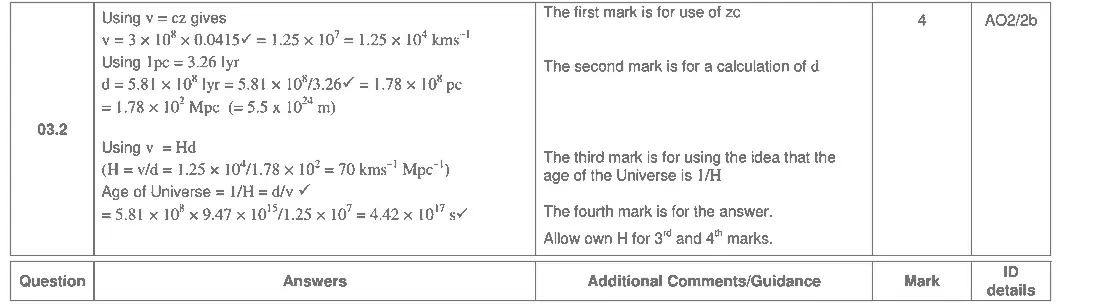 03.2
Using v = cz gives
v = 3 × 10⁸ × 0.0415✓ = 1.25 × 10⁷ = 1.25 × 10⁴ kms⁻¹
Using 1pc = 3.26 lyr
d = 5.81 × 10⁸ lyr = 5.81 × 10⁸/3.26✓ = 1.78 × 10⁸ pc
= 1.78 × 10² Mpc (= 5.5 x 10²⁴ m)
Using v = Hd
(H = v/d = 1.25 × 10⁴/1.78 × 10² = 70 kms⁻¹ Mpc⁻¹)
Age of Universe = 1/H = d/v ✓
= 5.81 × 10⁸ × 9.47 × 10¹⁵/1.25 × 10⁷ = 4.42 × 10¹⁷ s✓
The first mark is for use of zc
The second mark is for a calculation of d
The third mark is for using the idea that the
age of the Universe is 1/H
The fourth mark is for the answer.
Allow own H for 3ʳᵈ and 4ᵗʰ marks.
4
AO2/2b
Question
Answers
Additional Comments/Guidance
Mark
ID
details